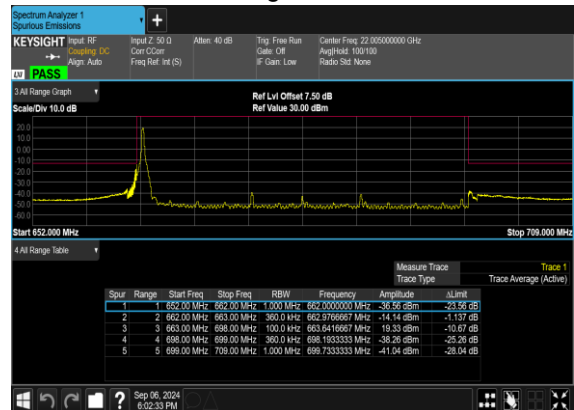 Spectrum Analyzer 1
Spurious Emissions
KEYSIGHT Input: RF Input Z: 50 Ω Atten: 40 dB Trig: Free Run Center Freq: 22.005000000 GHz
Coupling: DC Corr CCorr Gate: Off Avg|Hold: 100/100
Align: Auto Freq Ref: Int (S) IF Gain: Low Radio Std: None
LXI PASS
3 All Range Graph
Ref Lvl Offset 7.50 dB
Scale/Div 10.0 dB Ref Value 30.00 dBm
20.0
10.0
0.00
-10.0
-20.0
-30.0
-40.0
-50.0
-60.0
Start 652.000 MHz Stop 709.000 MHz
4 All Range Table
Measure Trace Trace 1
Trace Type Trace Average (Active)
Spur Range Start Freq Stop Freq RBW Frequency Amplitude ΔLimit
1 1 652.00 MHz 662.00 MHz 1.000 MHz 662.0000000 MHz -36.56 dBm -23.56 dB
2 2 662.00 MHz 663.00 MHz 360.0 kHz 662.9766667 MHz -14.14 dBm -1.137 dB
3 3 663.00 MHz 698.00 MHz 100.0 kHz 663.6416667 MHz 19.33 dBm -10.67 dB
4 4 698.00 MHz 699.00 MHz 360.0 kHz 698.1933333 MHz -38.26 dBm -25.26 dB
5 5 699.00 MHz 709.00 MHz 1.000 MHz 699.7333333 MHz -41.04 dBm -28.04 dB
? Sep 06, 2024
6:02:33 PM